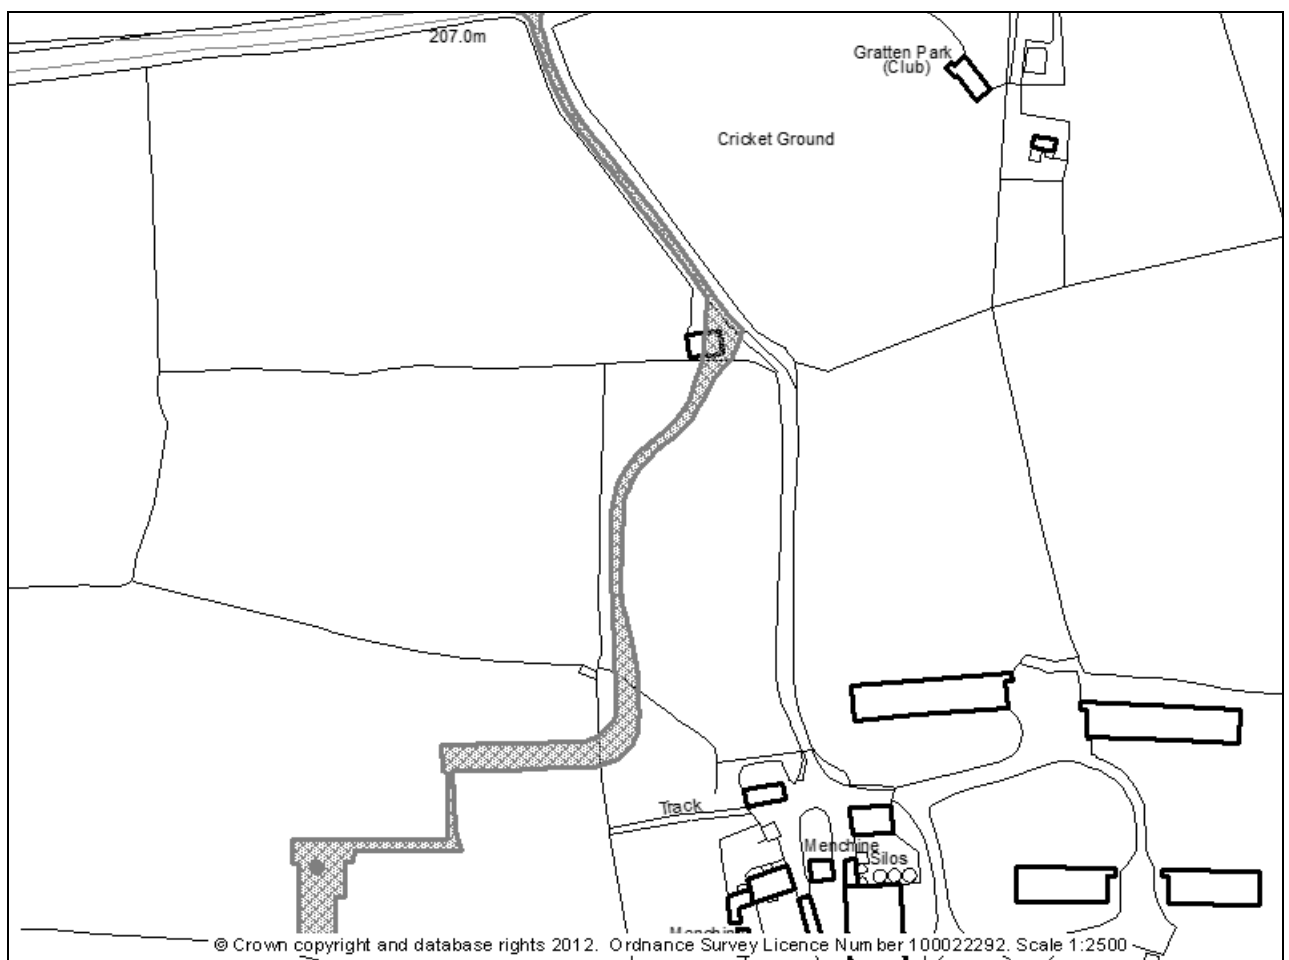 207.0m
Gratten Park
(Club)
Cricket Ground
Track
Menchine
Silos
© Crown copyright and database rights 2012. Ordnance Survey Licence Number 100022292. Scale 1:2500